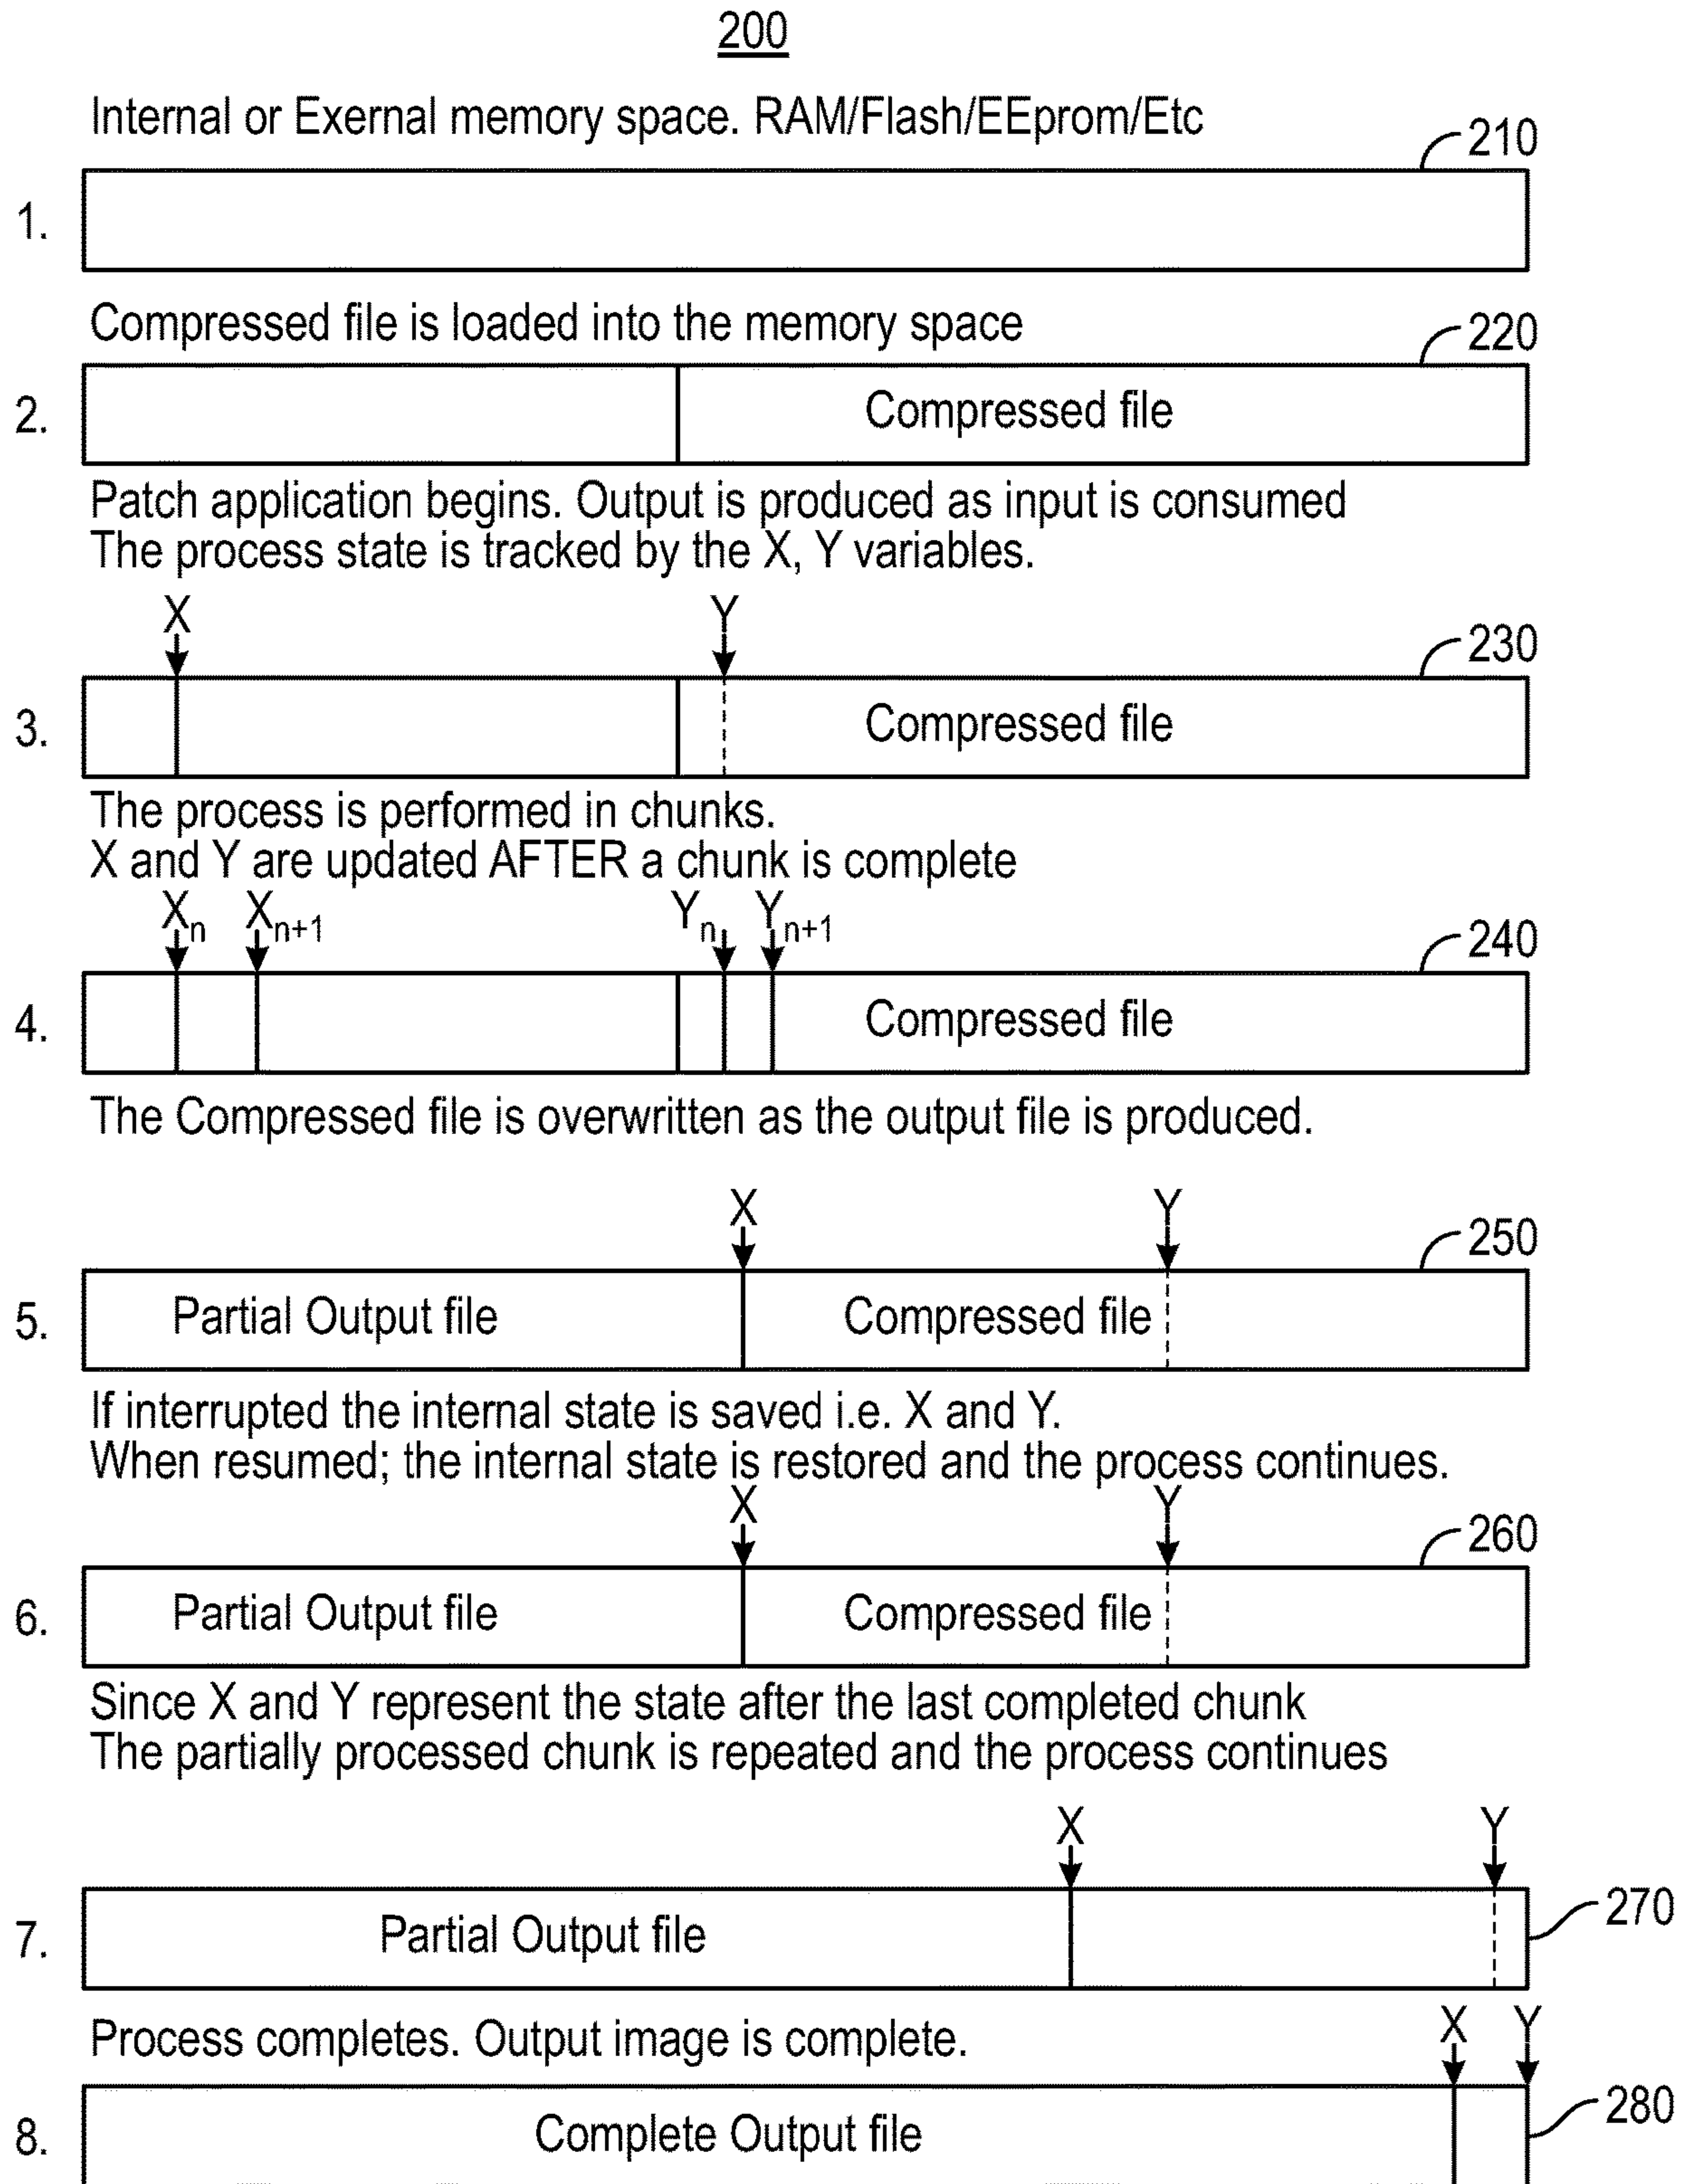 200
Internal or Exernal memory space. RAM/Flash/EEprom/Etc
210
1.
Compressed file is loaded into the memory space
220
2. Compressed file
Patch application begins. Output is produced as input is consumed
The process state is tracked by the X, Y variables.
X Y
230
3. Compressed file
The process is performed in chunks.
X and Y are updated AFTER a chunk is complete
Xn Xn+1 Yn Yn+1
240
4. Compressed file
The Compressed file is overwritten as the output file is produced.
X Y
250
5. Partial Output file Compressed file
If interrupted the internal state is saved i.e. X and Y.
When resumed; the internal state is restored and the process continues.
X Y
260
6. Partial Output file Compressed file
Since X and Y represent the state after the last completed chunk
The partially processed chunk is repeated and the process continues
X Y
7. Partial Output file 270
Process completes. Output image is complete. X Y
8. Complete Output file 280